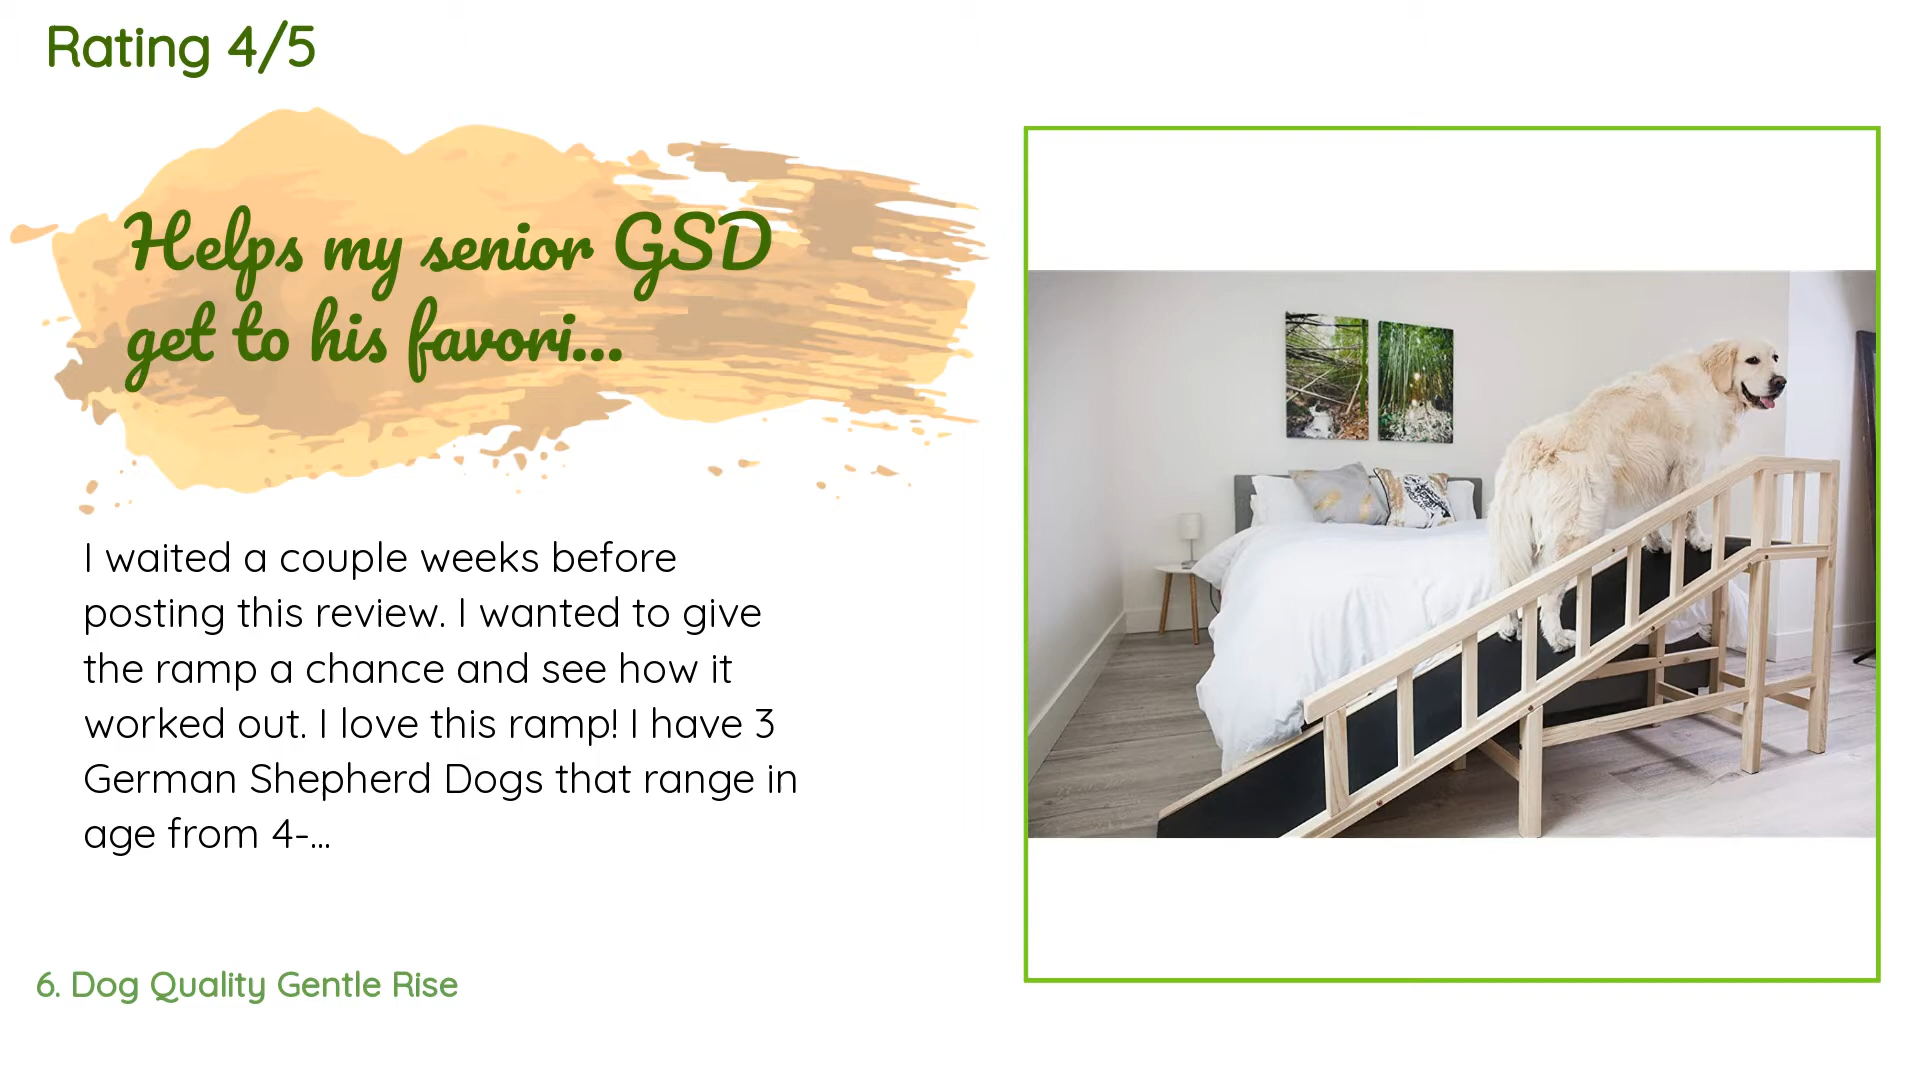 Rating 4/5
Helps my senior GSD
get to his favori...
I waited a couple weeks before
posting this review. I wanted to give
the ramp a chance and see how it
worked out. I love this ramp! I have 3
German Shepherd Dogs that range in
age from 4-...
6. Dog Quality Gentle Rise